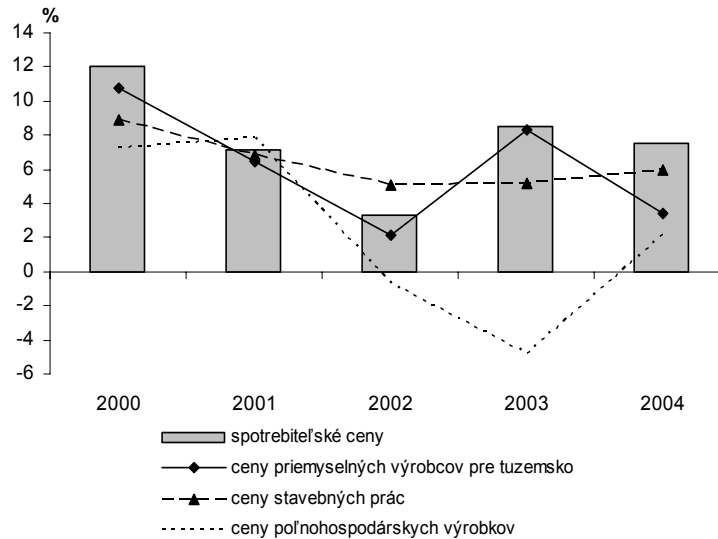 %
14
12
10
8
6
4
2
0
-2
-4
-6
2000 2001 2002 2003 2004
spotrebiteľské ceny
ceny priemyselných výrobcov pre tuzemsko
ceny stavebných prác
ceny poľnohospodárskych výrobkov